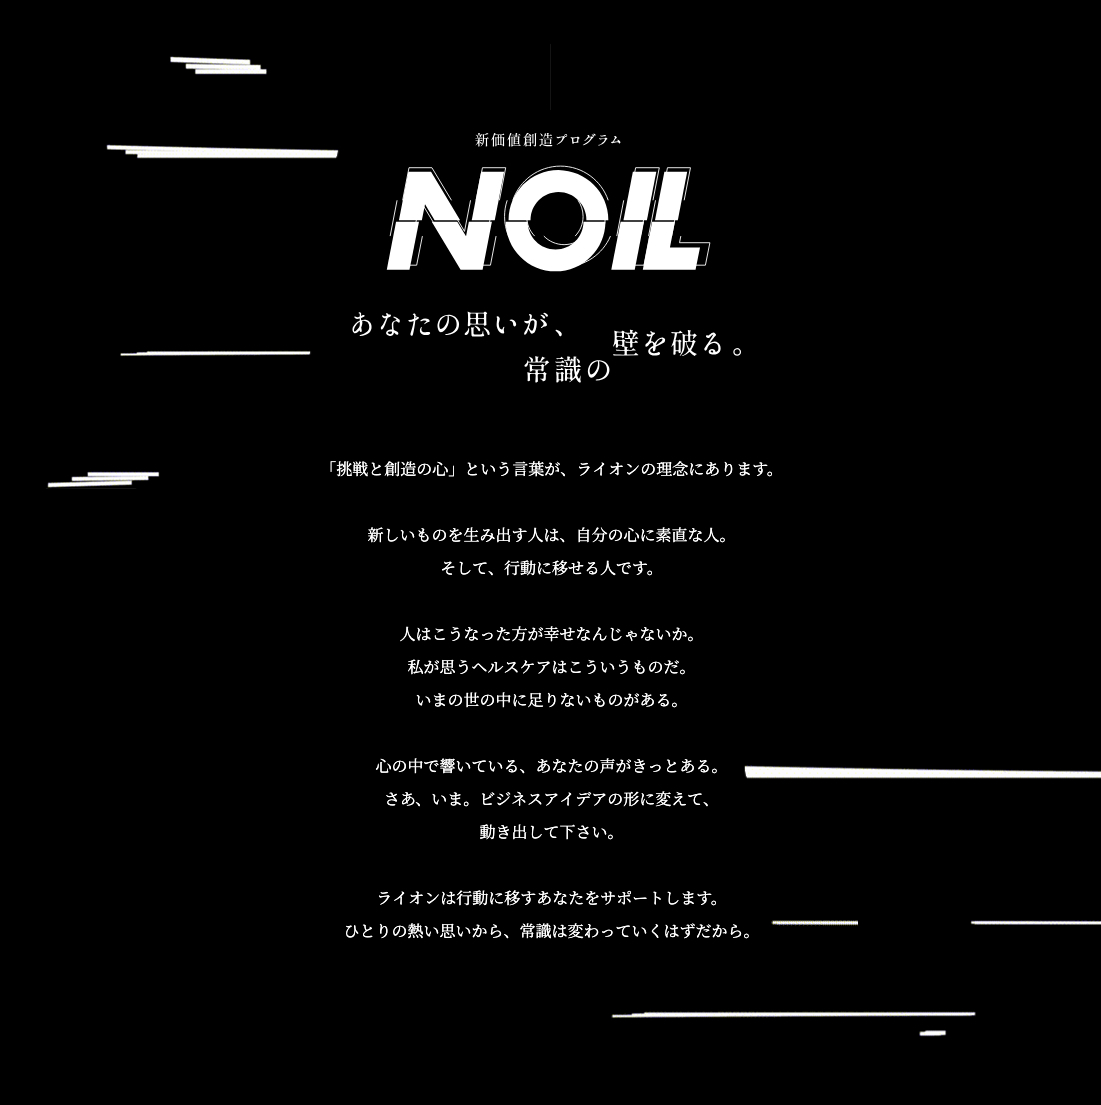 新価値創造プログラム
NOIL
あなたの思いが、
常識の
壁を破る。
「挑戦と創造の心」という言葉が、ライオンの理念にあります。
新しいものを生み出す人は、自分の心に素直な人。
そして、行動に移せる人です。
人はこうなった方が幸せなんじゃないか。
私が思うヘルスケアはこういうものだ。
いまの世の中に足りないものがある。
心の中で響いている、あなたの声がきっとある。
さあ、いま。ビジネスアイデアの形に変えて、
動き出して下さい。
ライオンは行動に移すあなたをサポートします。
ひとりの熱い思いから、常識は変わっていくはずだから。